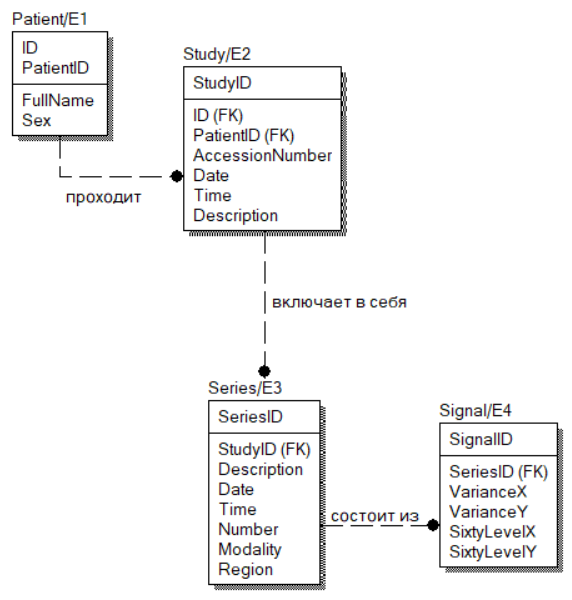 Patient/E1
ID
PatientID
FullName
Sex
проходит
Study/E2
StudyID
ID (FK)
PatientID (FK)
AccessionNumber
Date
Time
Description
включает в себя
Series/E3
SeriesID
StudyID (FK)
Description
Date
Time
Number
Modality
Region
состоит из
Signal/E4
SignalID
SeriesID (FK)
VarianceX
VarianceY
SixtyLevelX
SixtyLevelY